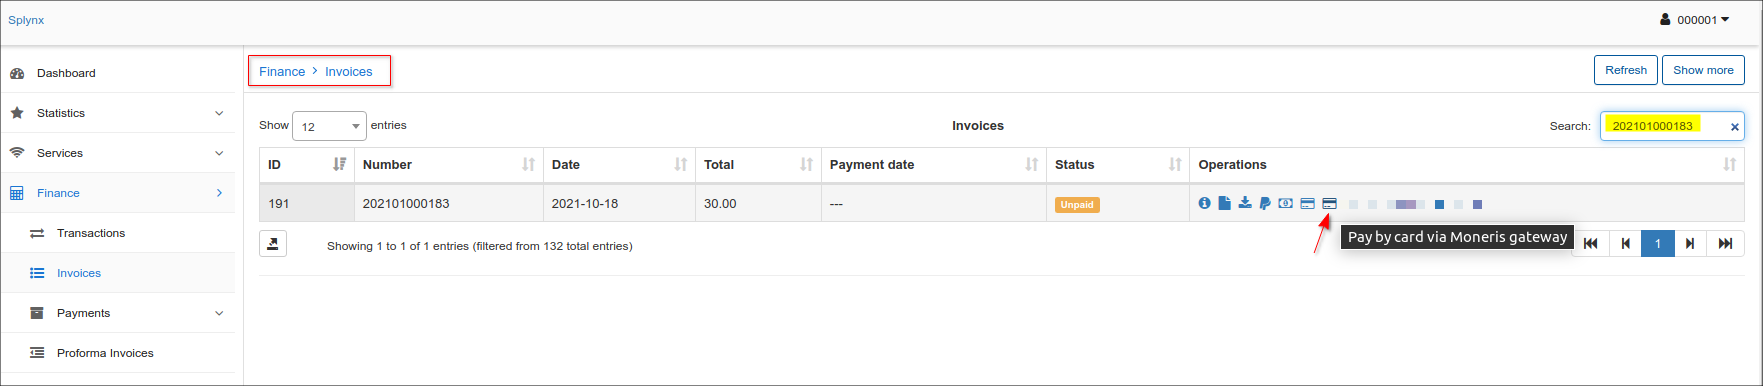 Splynx
000001
Dashboard
Statistics
Services
Finance
Transactions
Invoices
Payments
Proforma Invoices
Finance > Invoices
Refresh
Show more
Show 12 entries
Invoices
Search: 202101000183 ×
ID Number Date Total Payment date Status Operations
191 202101000183 2021-10-18 30.00 --- Unpaid
Pay by card via Moneris gateway
Showing 1 to 1 of 1 entries (filtered from 132 total entries)
1